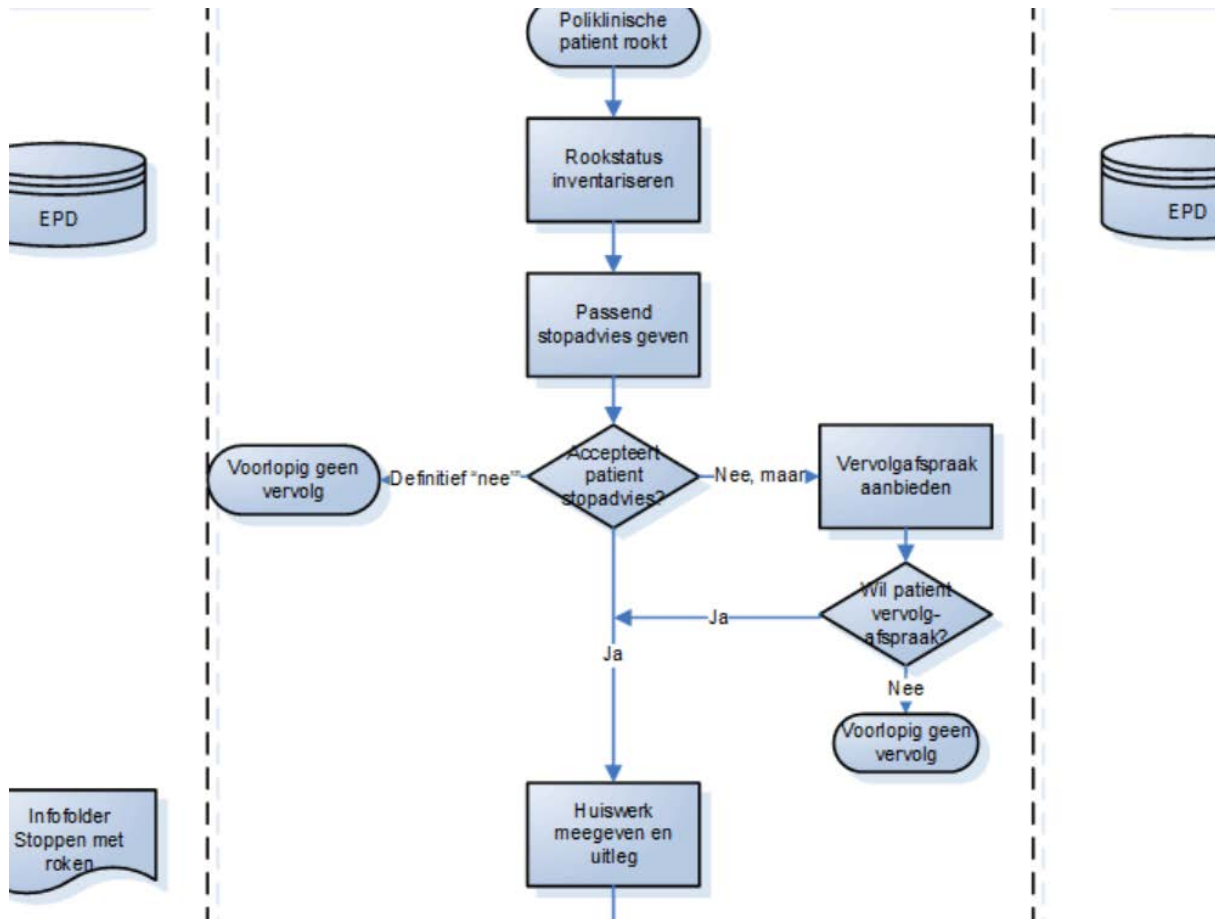 Poliklinische
patient rookt
Rookstatus
inventariseren
EPD
EPD
Passend
stopadvies geven
Voorlopig geen
vervolg
Definitief “nee”
Accepteert
patient
stopadvies?
Nee, maar
Vervolgafspraak
aanbieden
Wil patient
vervolg-
afspraak?
Ja
Ja
Nee
Voorlopig geen
vervolg
Infofolder
Stoppen met
roken
Huiswerk
meegeven en
uitleg